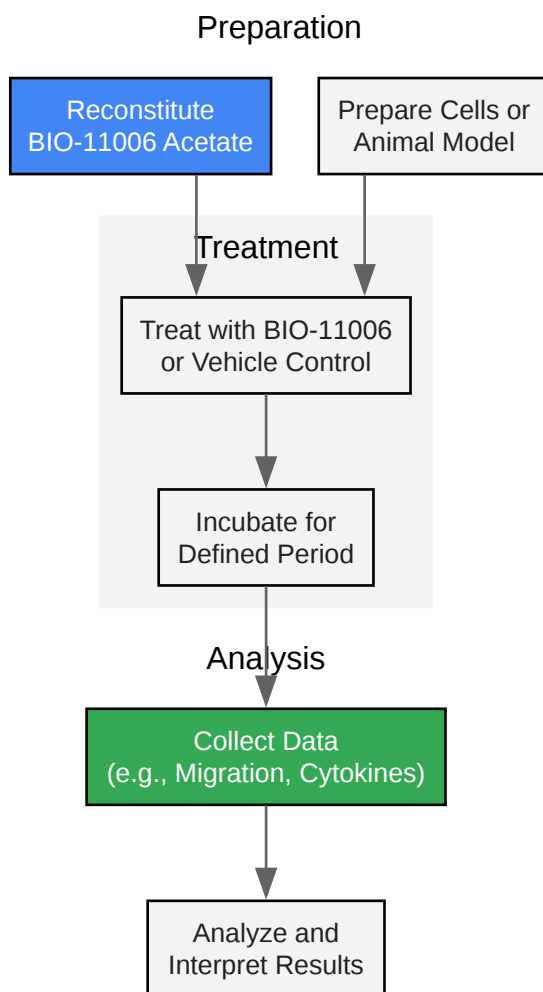 Preparation
Reconstitute
BIO-11006 Acetate
Prepare Cells or
Animal Model
Treatment
Treat with BIO-11006
or Vehicle Control
Incubate for
Defined Period
Analysis
Collect Data
(e.g., Migration, Cytokines)
Analyze and
Interpret Results